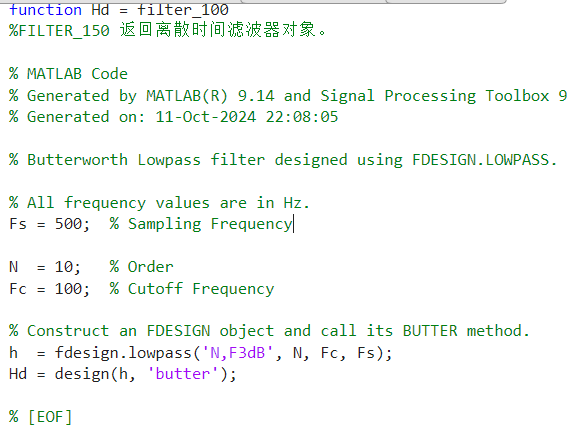 function Hd = filter_100
%FILTER_150 返回离散时间滤波器对象。
% MATLAB Code
% Generated by MATLAB(R) 9.14 and Signal Processing Toolbox 9
% Generated on: 11-Oct-2024 22:08:05
% Butterworth Lowpass filter designed using FDESIGN.LOWPASS.
% All frequency values are in Hz.
Fs = 500;  % Sampling Frequency
N  = 10;   % Order
Fc = 100;  % Cutoff Frequency
% Construct an FDESIGN object and call its BUTTER method.
h  = fdesign.lowpass('N,F3dB', N, Fc, Fs);
Hd = design(h, 'butter');
% [EOF]